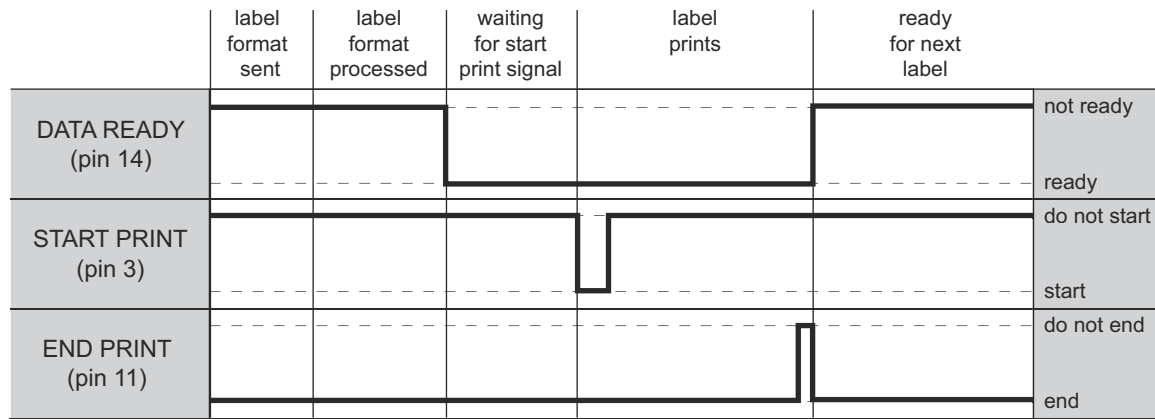 label
format
sent
label
format
processed
waiting
for start
print signal
label
prints
ready
for next
label
DATA READY
(pin 14)
not ready
ready
START PRINT
(pin 3)
do not start
start
END PRINT
(pin 11)
do not end
end